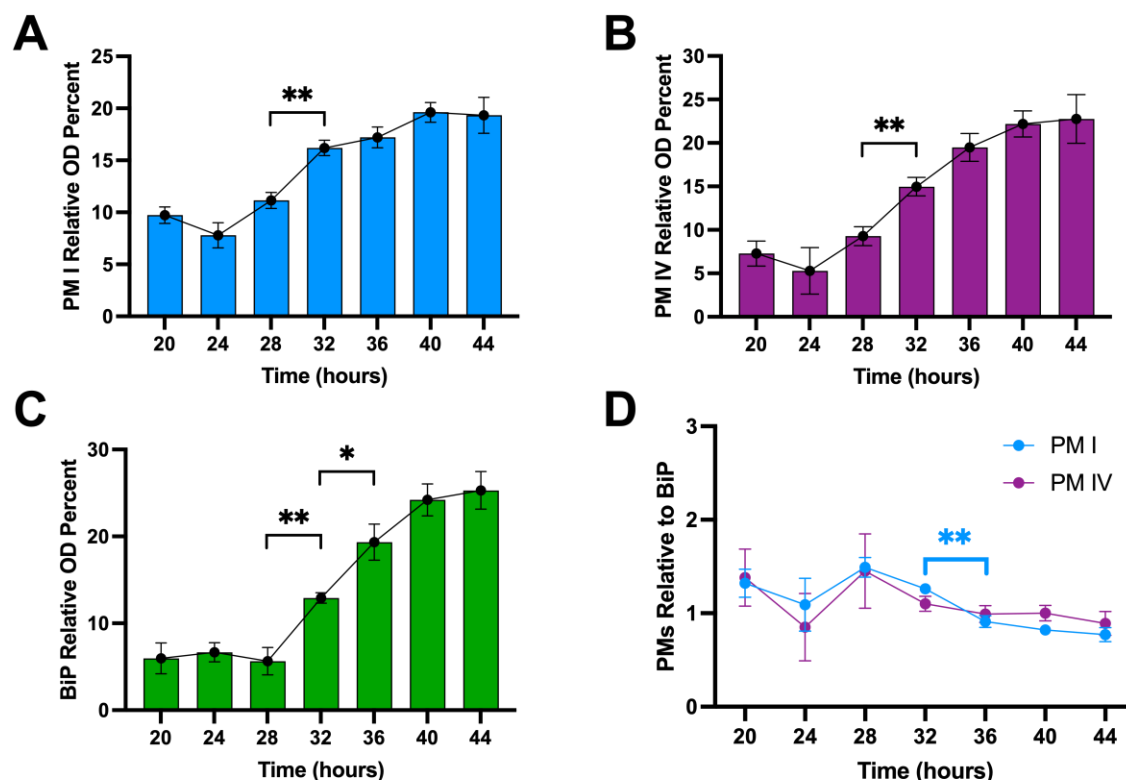 A
PM I Relative OD Percent
25
20
15
10
5
0
**
20 24 28 32 36 40 44
Time (hours)
B
PM IV Relative OD Percent
30
25
20
15
10
5
0
**
20 24 28 32 36 40 44
Time (hours)
C
BiP Relative OD Percent
30
20
10
0
*
**
20 24 28 32 36 40 44
Time (hours)
D
PMs Relative to BiP
3
2
1
0
PM I
PM IV
**
20 24 28 32 36 40 44
Time (hours)